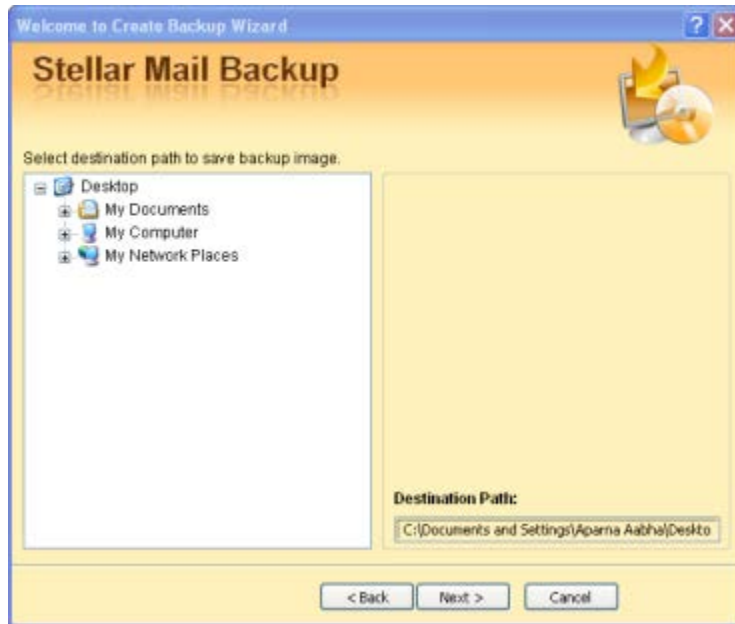 Welcome to Create Backup Wizard
Stellar Mail Backup
Select destination path to save backup image.
Desktop
My Documents
My Computer
My Network Places
Destination Path:
C:\Documents and Settings\Aparna Aabha\Deskto
< Back
Next >
Cancel